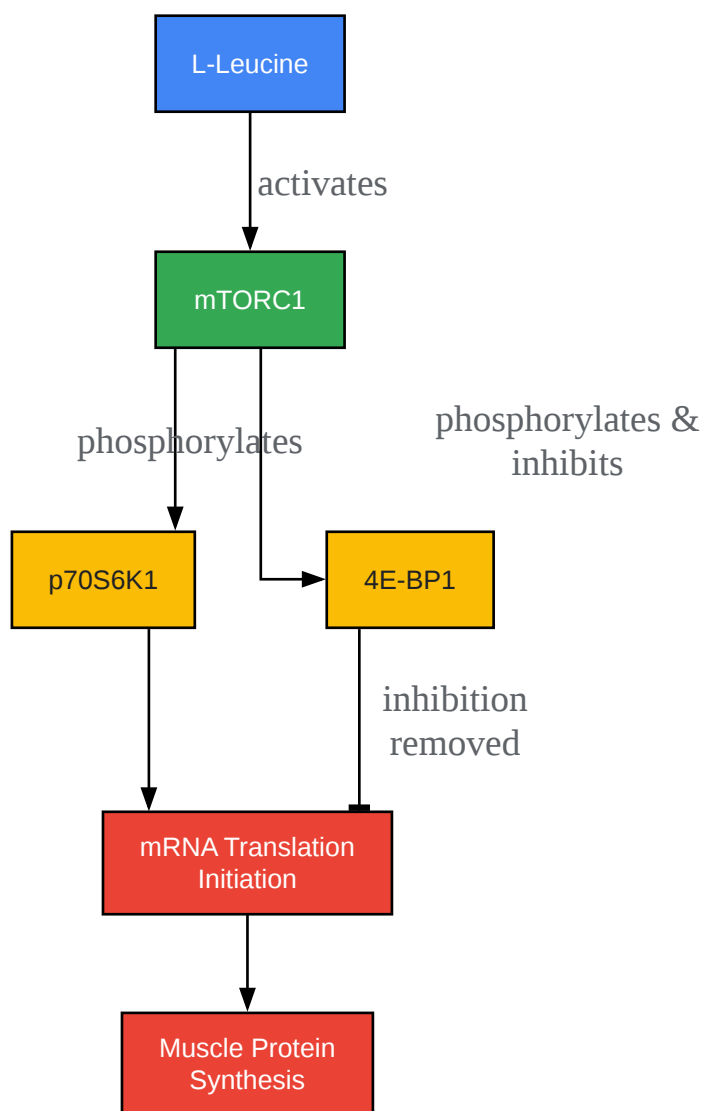 L-Leucine
activates
mTORC1
phosphorylates
phosphorylates &
inhibits
p70S6K1
4E-BP1
inhibition
removed
mRNA Translation
Initiation
Muscle Protein
Synthesis